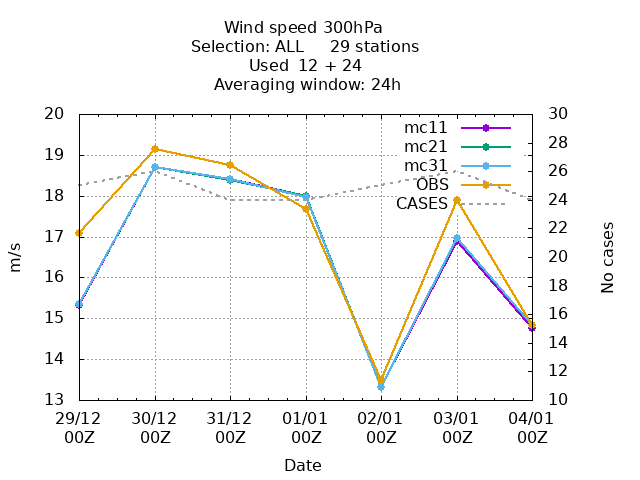 Wind speed 300hPa
Selection: ALL     29 stations
Used  12 + 24
Averaging window: 24h
20
19
18
17
16
15
14
13
m/s
30
28
26
24
22
20
18
16
14
12
10
No cases
mc11
mc21
mc31
OBS
CASES
29/12 30/12 31/12 01/01 02/01 03/01 04/01
00Z 00Z 00Z 00Z 00Z 00Z 00Z
Date